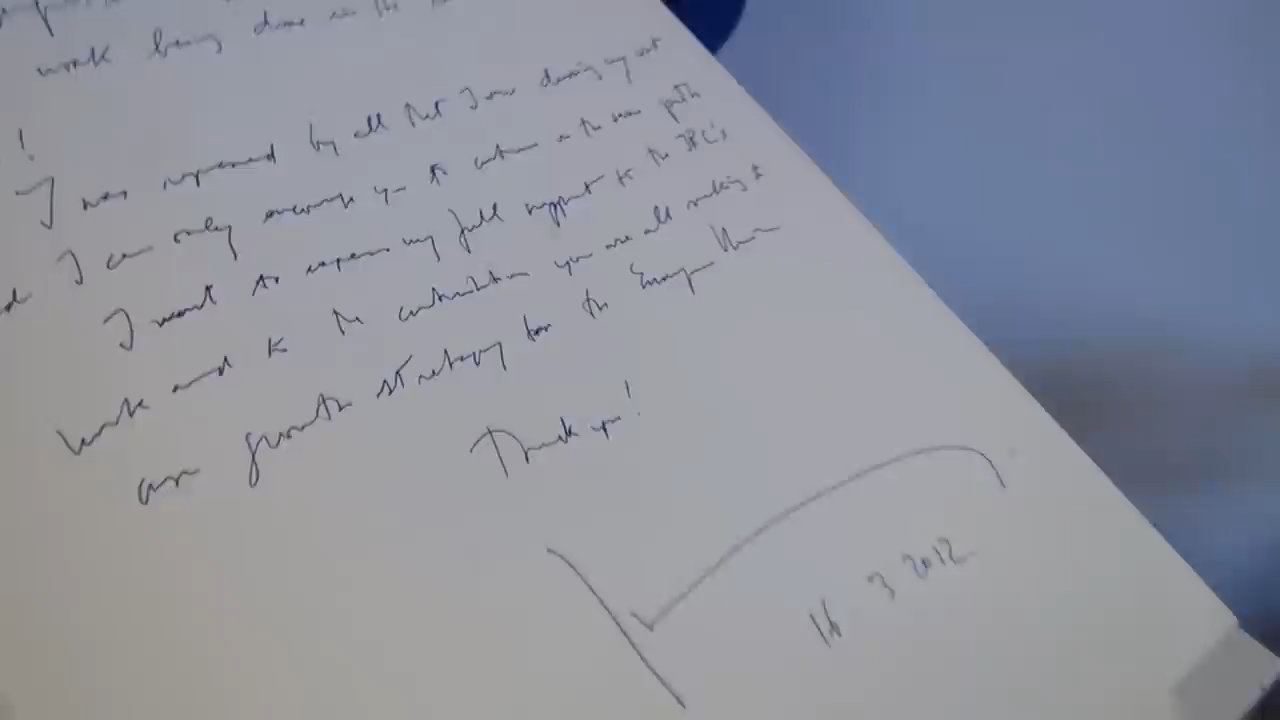 work being done in the
!
I was impressed by all that I saw during my visit
I can only encourage you to continue on the same path
I want to express my full support to the JRC's
work and to the contribution you are all making to
our growth strategy for the European Union
Thank you!
16 3 2012